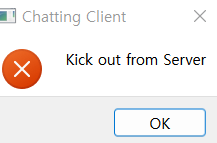 Chatting Client
Kick out from Server
OK